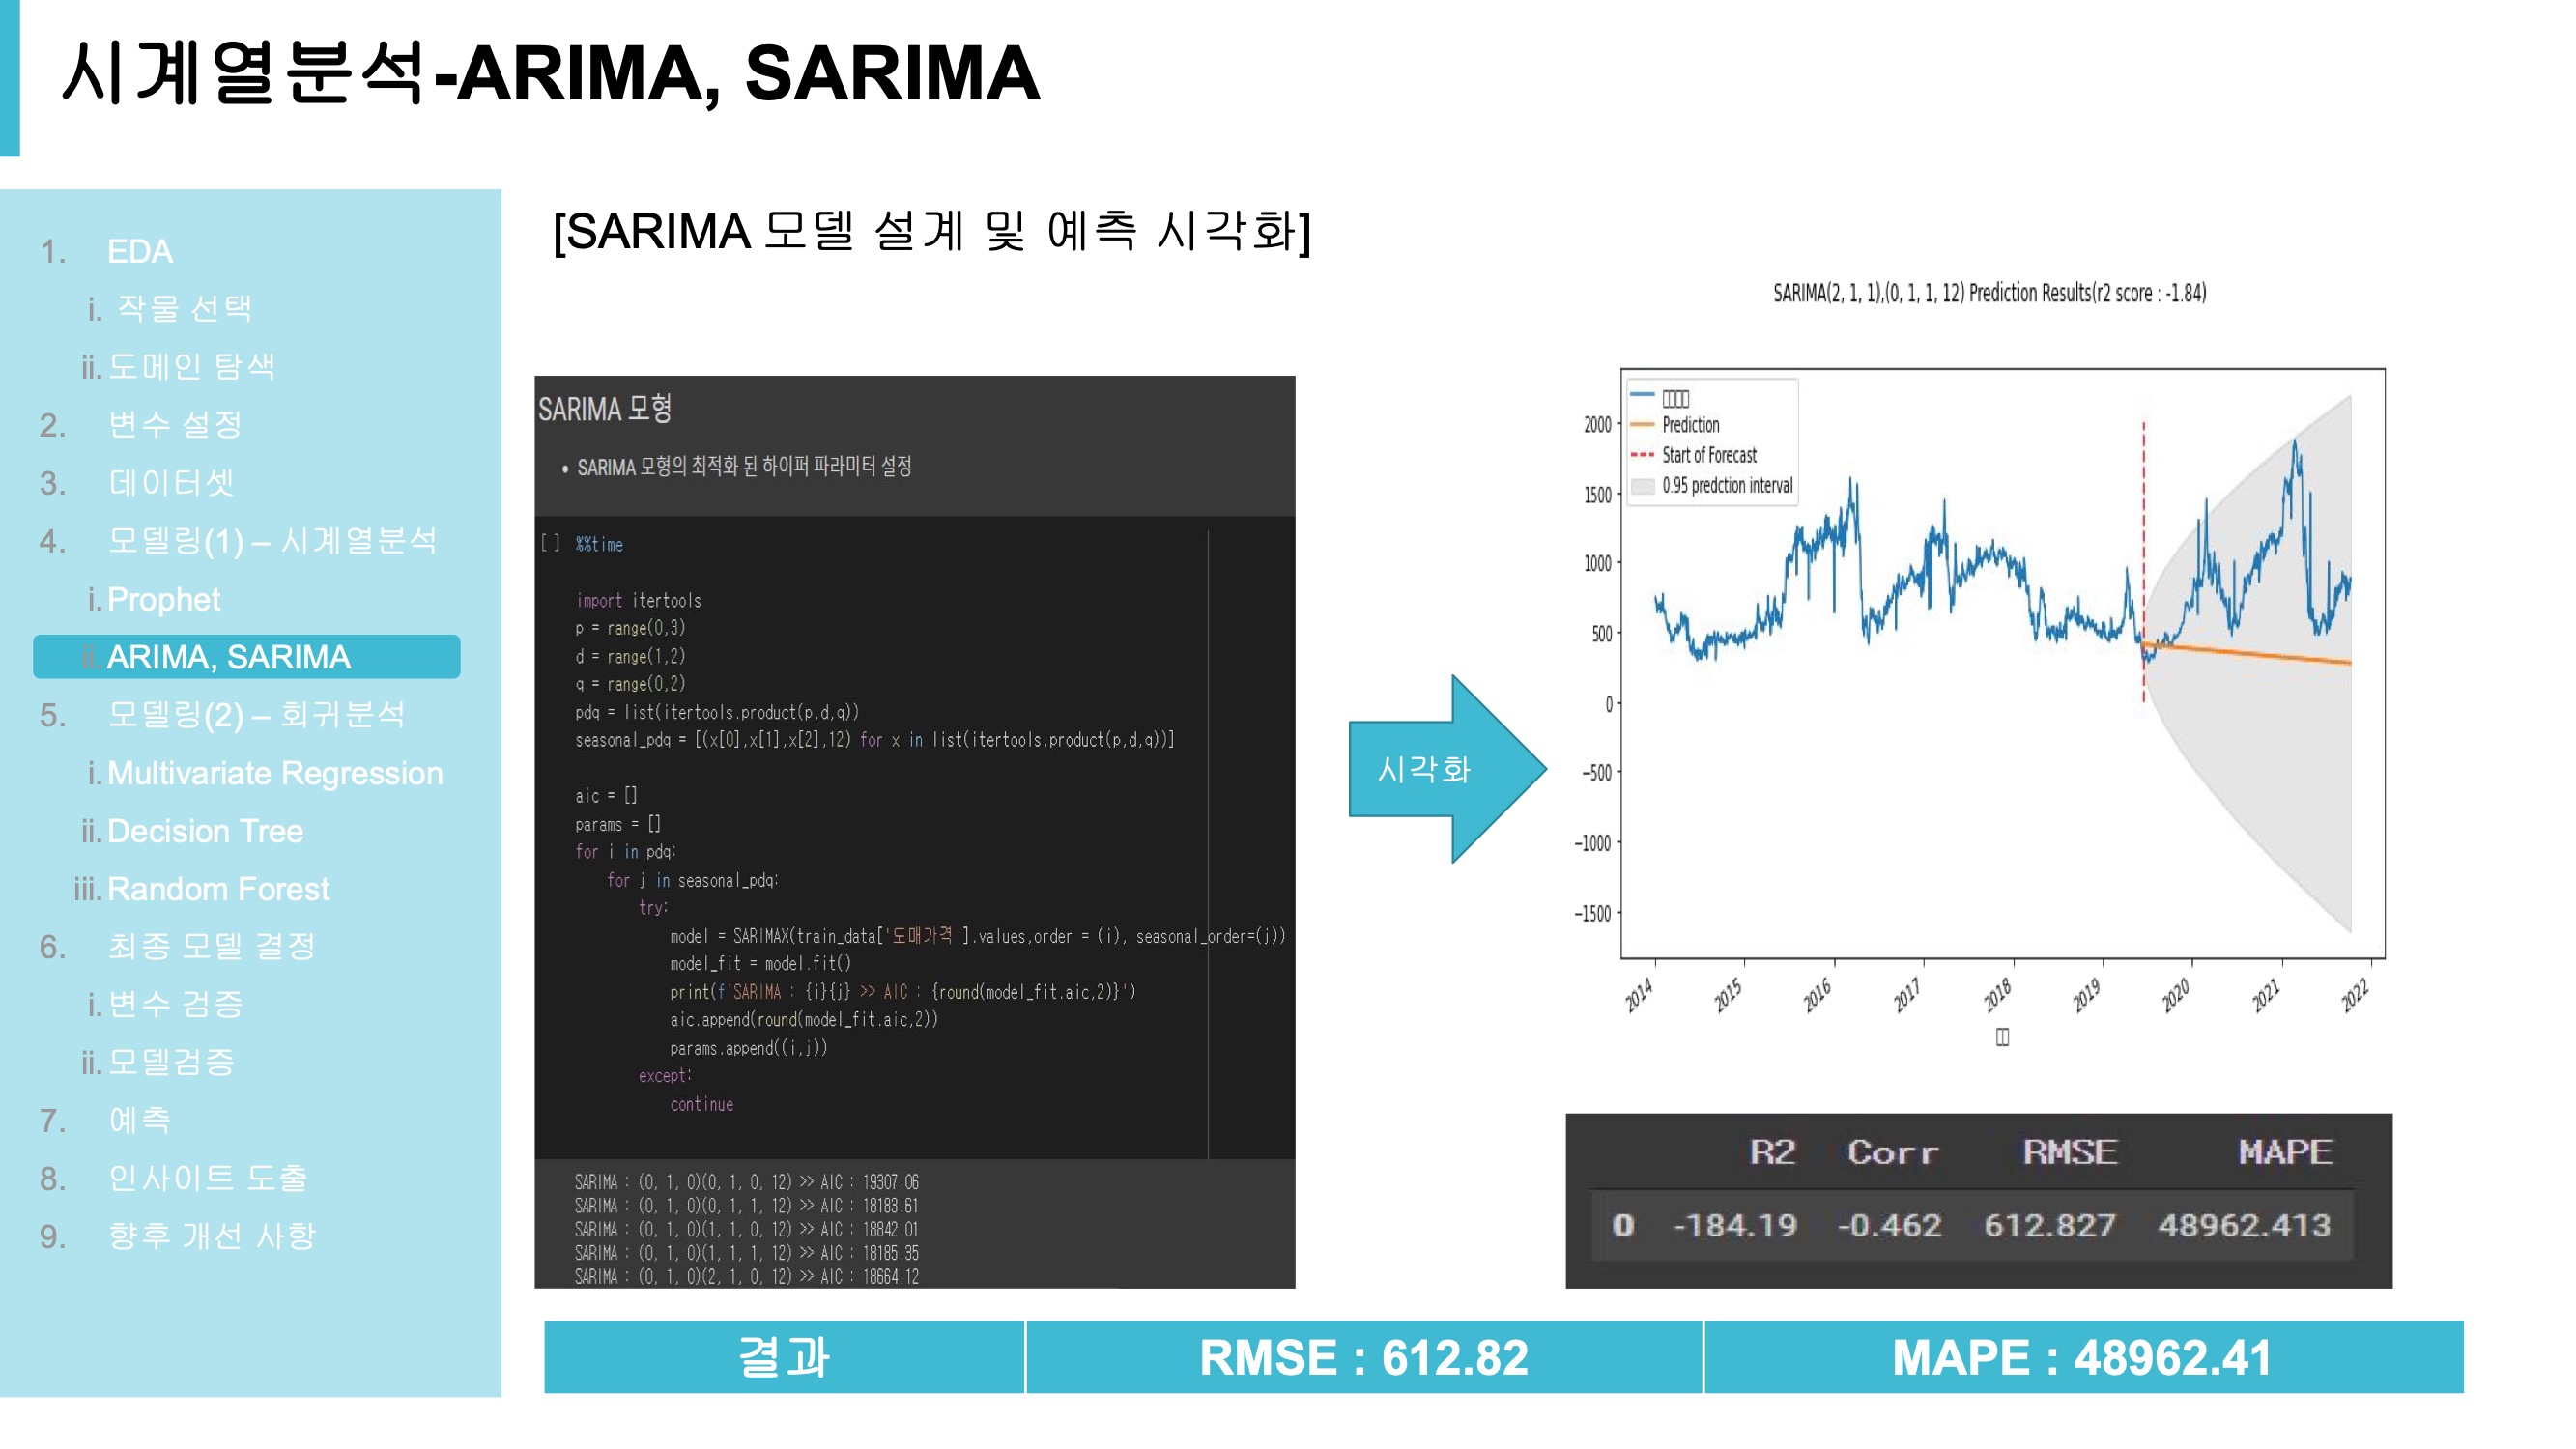 시계열분석-ARIMA, SARIMA
1. EDA
i. 작물 선택
ii. 도메인 탐색
2. 변수 설정
3. 데이터셋
4. 모델링(1) – 시계열분석
i. Prophet
ii. ARIMA, SARIMA
5. 모델링(2) – 회귀분석
i. Multivariate Regression
ii. Decision Tree
iii. Random Forest
6. 최종 모델 결정
i. 변수 검증
ii. 모델검증
7. 예측
8. 인사이트 도출
9. 향후 개선 사항
[SARIMA 모델 설계 및 예측 시각화]
SARIMA 모형
• SARIMA 모형의 최적화 된 하이퍼 파라미터 설정
[ ] %%time
import itertools
p = range(0,3)
d = range(1,2)
q = range(0,2)
pdq = list(itertools.product(p,d,q))
seasonal_pdq = [(x[0],x[1],x[2],12) for x in list(itertools.product(p,d,q))]
aic = []
params = []
for i in pdq:
for j in seasonal_pdq:
try:
model = SARIMAX(train_data['도매가격'].values,order = (i), seasonal_order=(j))
model_fit = model.fit()
print(f'SARIMA : {i}{j} >> AIC : {round(model_fit.aic,2)}')
aic.append(round(model_fit.aic,2))
params.append((i,j))
except:
continue
SARIMA : (0, 1, 0)(0, 1, 0, 12) >> AIC : 19307.06
SARIMA : (0, 1, 0)(0, 1, 1, 12) >> AIC : 18183.61
SARIMA : (0, 1, 0)(1, 1, 0, 12) >> AIC : 18842.01
SARIMA : (0, 1, 0)(1, 1, 1, 12) >> AIC : 18185.35
SARIMA : (0, 1, 0)(2, 1, 0, 12) >> AIC : 18664.12
시각화
SARIMA(2, 1, 1),(0, 1, 1, 12) Prediction Results(r2 score : -1.84)
Prediction
Start of Forecast
0.95 predction interval
2000
1500
1000
500
0
−500
−1000
−1500
2014 2015 2016 2017 2018 2019 2020 2021 2022
R2 Corr RMSE MAPE
0 -184.19 -0.462 612.827 48962.413
결과 RMSE : 612.82 MAPE : 48962.41